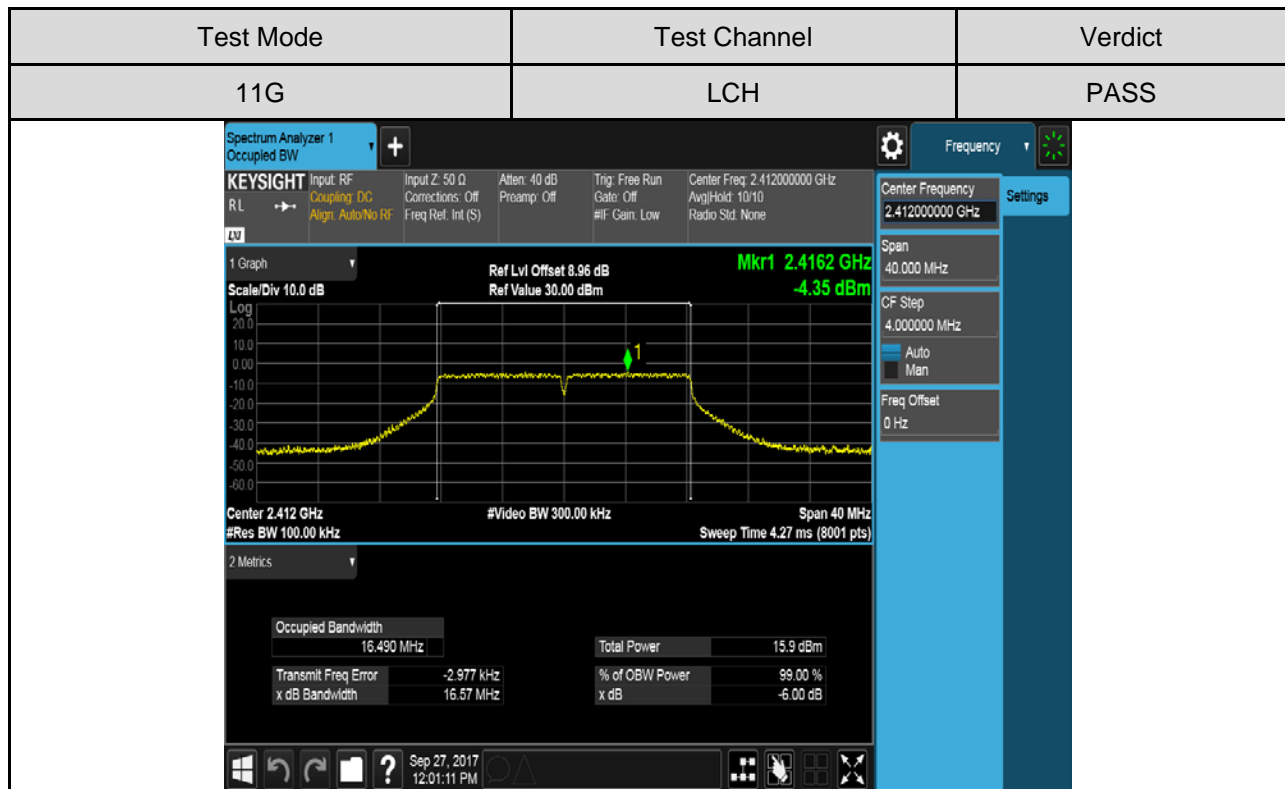 Test Mode Test Channel Verdict
11G LCH PASS
Spectrum Analyzer 1
Occupied BW
+
Frequency
KEYSIGHT Input: RF Input Z: 50 Ω Atten: 40 dB Trig: Free Run Center Freq: 2.412000000 GHz
RL Coupling: DC Corrections: Off Preamp: Off Gate: Off Avg|Hold: 10/10
Align: Auto/No RF Freq Ref: Int (S) #IF Gain: Low Radio Std: None
LXI
Center Frequency
2.412000000 GHz
Settings
Span
40.000 MHz
CF Step
4.000000 MHz
Auto
Man
Freq Offset
0 Hz
1 Graph
Ref Lvl Offset 8.96 dB
Mkr1 2.4162 GHz
Scale/Div 10.0 dB Ref Value 30.00 dBm -4.35 dBm
Log
20.0
10.0
0.00
-10.0
-20.0
-30.0
-40.0
-50.0
-60.0
1
Center 2.412 GHz #Video BW 300.00 kHz Span 40 MHz
#Res BW 100.00 kHz Sweep Time 4.27 ms (8001 pts)
2 Metrics
Occupied Bandwidth
16.490 MHz Total Power 15.9 dBm
Transmit Freq Error -2.977 kHz % of OBW Power 99.00 %
x dB Bandwidth 16.57 MHz x dB -6.00 dB
? Sep 27, 2017
12:01:11 PM